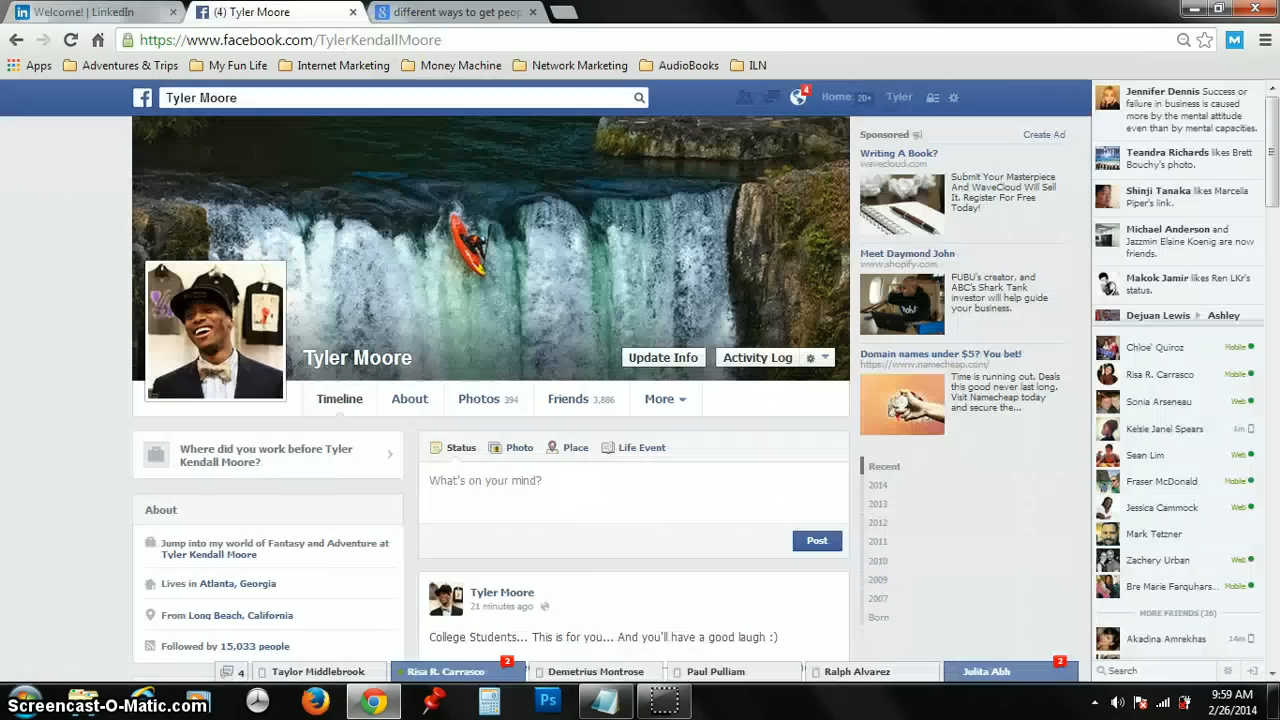 Welcome! | LinkedIn
(4) Tyler Moore
different ways to get peop
https://www.facebook.com/TylerKendallMoore
Apps
Adventures & Trips
My Fun Life
Internet Marketing
Money Machine
Network Marketing
AudioBooks
ILN
Tyler Moore
4
Home 20+
Tyler
Tyler Moore
Update Info
Activity Log
Timeline
About
Photos 394
Friends 3,886
More
Where did you work before Tyler
Kendall Moore?
About
Jump into my world of Fantasy and Adventure at
Tyler Kendall Moore
Lives in Atlanta, Georgia
From Long Beach, California
Followed by 15,033 people
Status
Photo
Place
Life Event
What's on your mind?
Post
Tyler Moore
21 minutes ago
College Students... This is for you... And you'll have a good laugh :)
Sponsored
Create Ad
Writing A Book?
wavecloud.com
Submit Your Masterpiece
And WaveCloud Will Sell
It. Register For Free
Today!
Meet Daymond John
www.shopify.com
FUBU's creator, and
ABC's Shark Tank
investor will help guide
your business.
Domain names under $5? You bet!
https://www.namecheap.com/
Time is running out. Deals
this good never last long.
Visit Namecheap today
and secure the...
Recent
2014
2013
2012
2011
2010
2009
2007
Born
Jennifer Dennis Success or
failure in business is caused
more by the mental attitude
even than by mental capacities.
Teandra Richards likes Brett
Bouchy's photo.
Shinji Tanaka likes Marcella
Piper's link.
Michael Anderson and
Jazzmin Elaine Koenig are now
friends.
Makok Jamir likes Ren LKr's
status.
Dejuan Lewis ▸ Ashley
Chloe' Quiroz Mobile
Risa R. Carrasco Mobile
Sonia Arseneau Web
Kelsie Janel Spears 1m
Sean Lim Web
Fraser McDonald Mobile
Jessica Cammock Web
Mark Tetzner
Zachery Urban Web
Bre Marie Farquhars... Mobile
MORE FRIENDS (26)
Akadina Amrekhas 14m
Search
4
Taylor Middlebrook
Risa R. Carrasco
2
Demetrius Montrose
Paul Pulliam
Ralph Alvarez
Julita Abh
2
Ps
Screencast-O-Matic.com
9:59 AM
2/26/2014